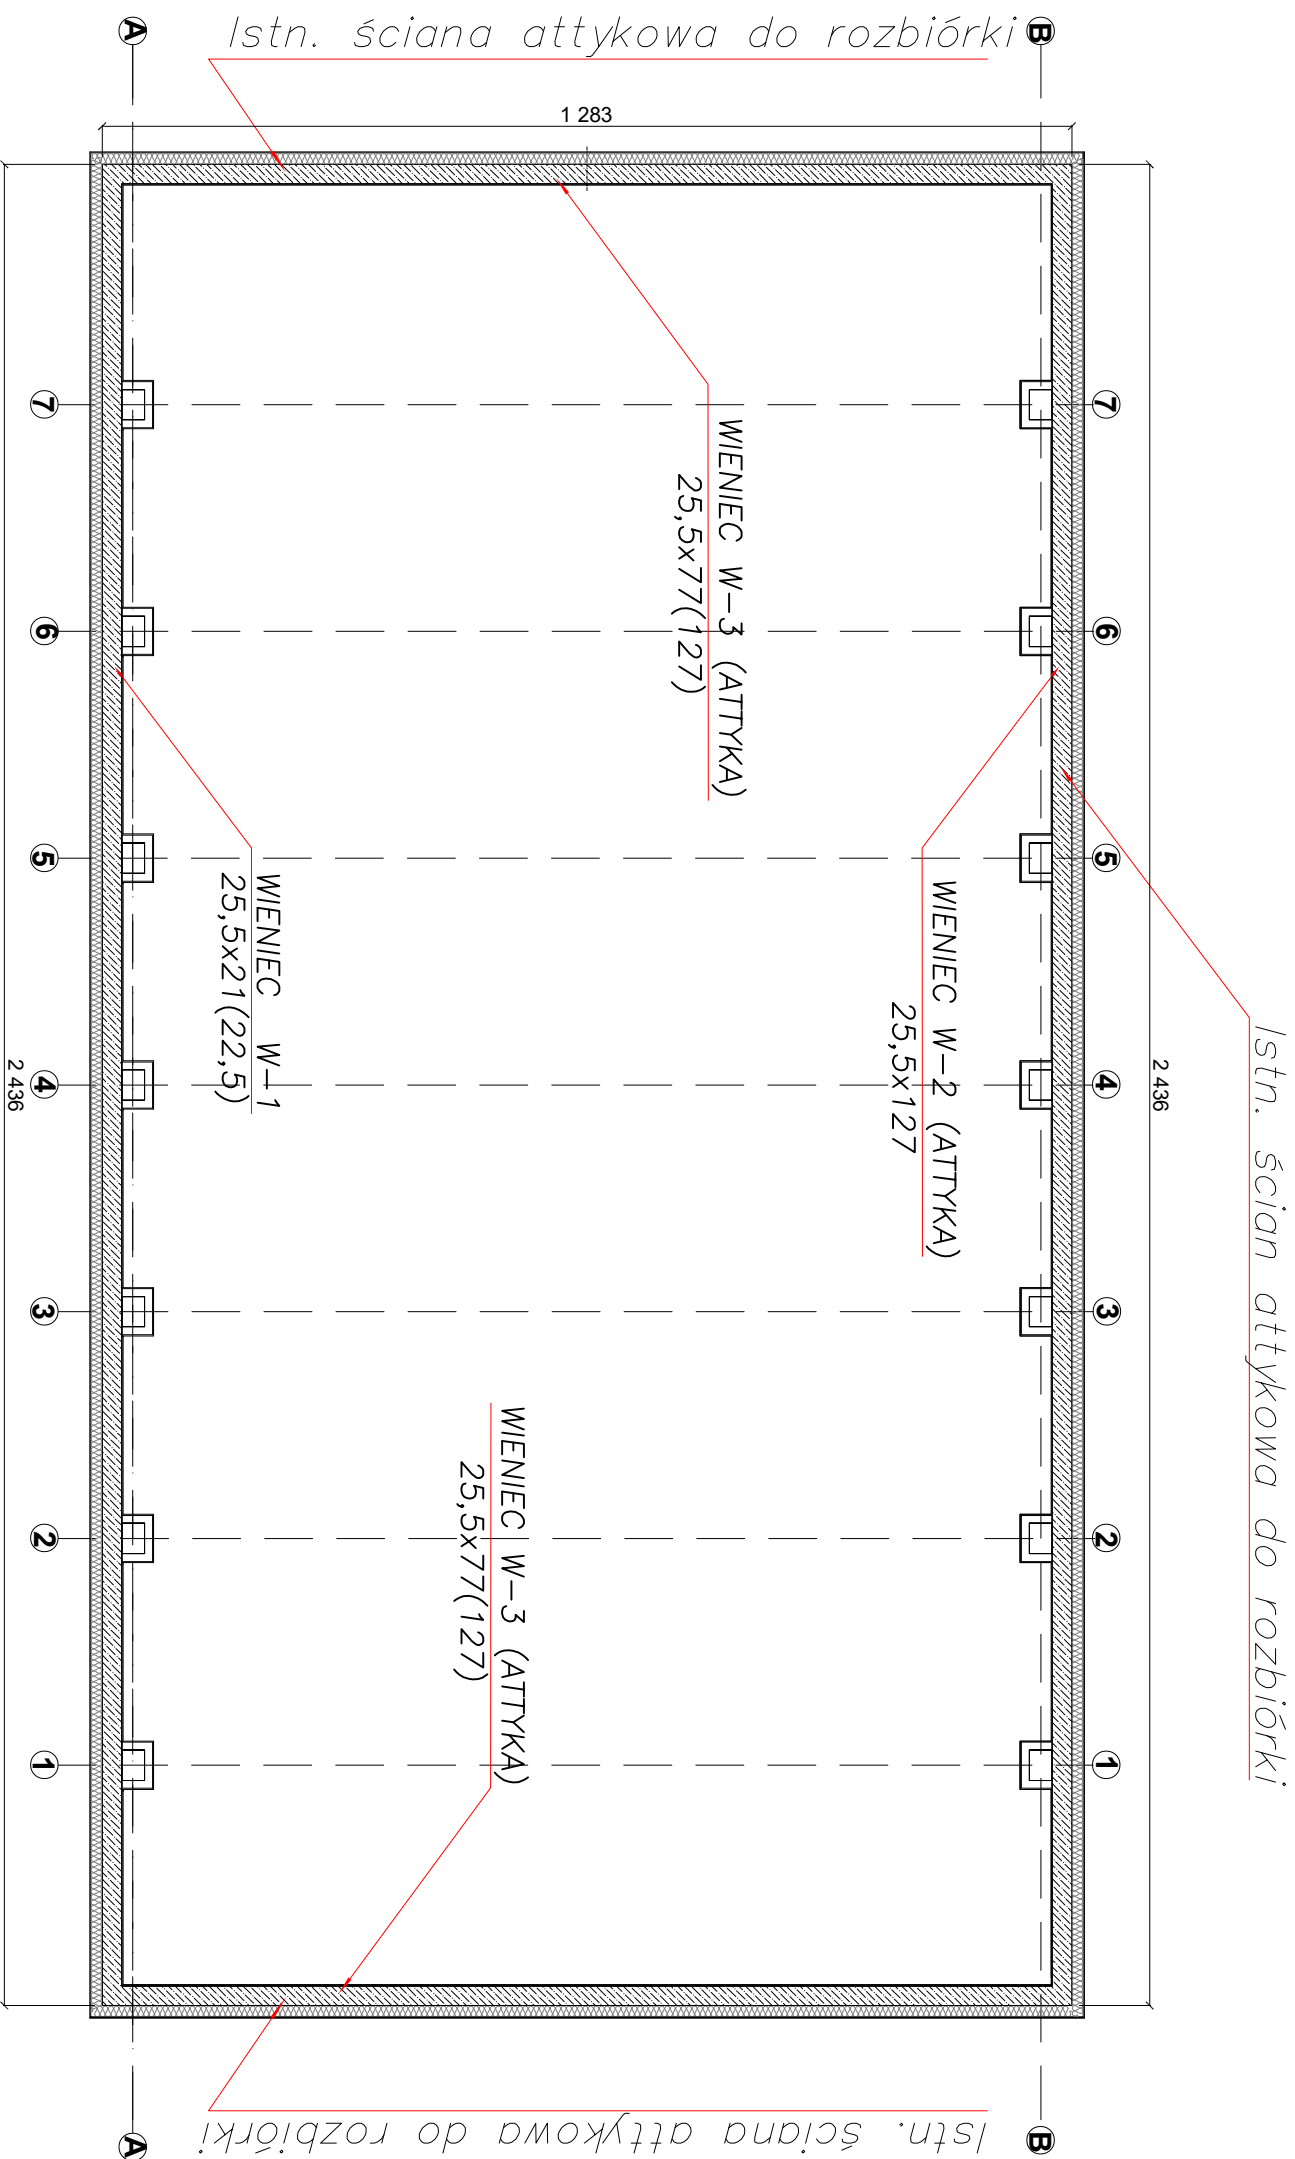 Istn. ściana attykowa do rozbiórki
A
B
1 283
7
7
6
6
5
5
4
4
3
3
2
2
1
1
WIENIEC W-3 (ATTYKA)
25,5x77(127)
WIENIEC W-2 (ATTYKA)
25,5x127
WIENIEC W-1
25,5x21(22,5)
WIENIEC W-3 (ATTYKA)
25,5x77(127)
2 436
2 436
Istn. ścian attykowa do rozbiórki
Istn. ściana attykowa do rozbiórki
A
B